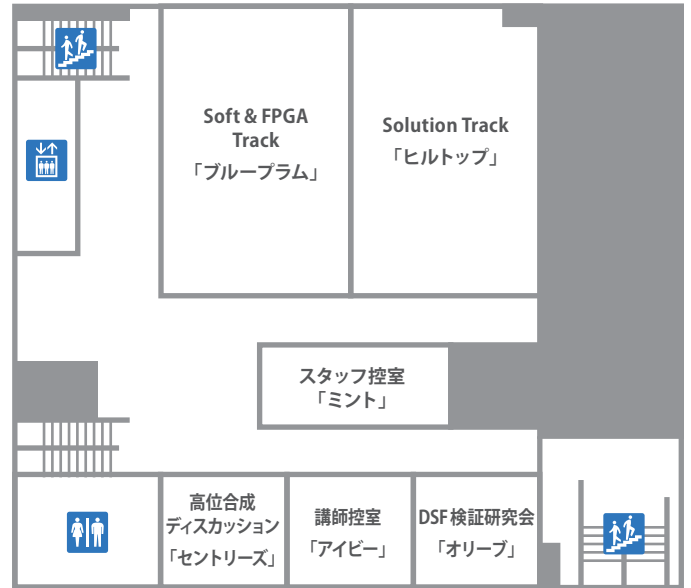 Soft & FPGA
Track
「ブループラム」
Solution Track
「ヒルトップ」
スタッフ控室
「ミント」
高位合成
ディスカッション
「セントリーズ」
講師控室
「アイビー」
DSF検証研究会
「オリーブ」